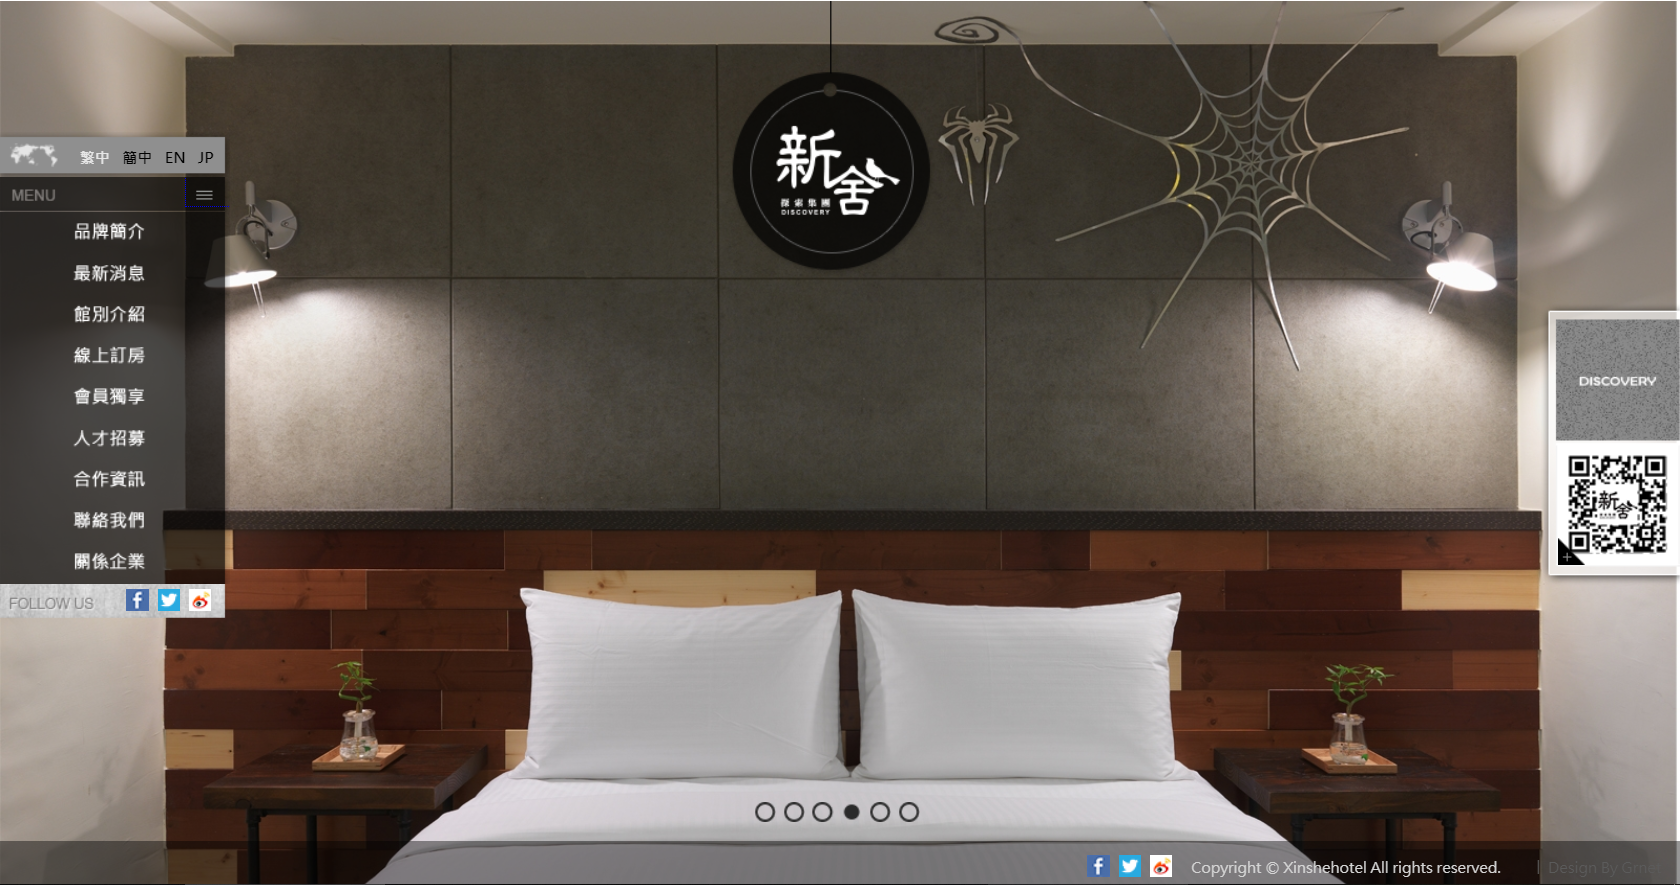 新舍
探索集團
DISCOVERY
繁中 簡中 EN JP
MENU
品牌簡介
最新消息
館別介紹
線上訂房
會員獨享
人才招募
合作資訊
聯絡我們
關係企業
FOLLOW US
DISCOVERY
新舍
Copyright © Xinshehotel All rights reserved.
| Design By